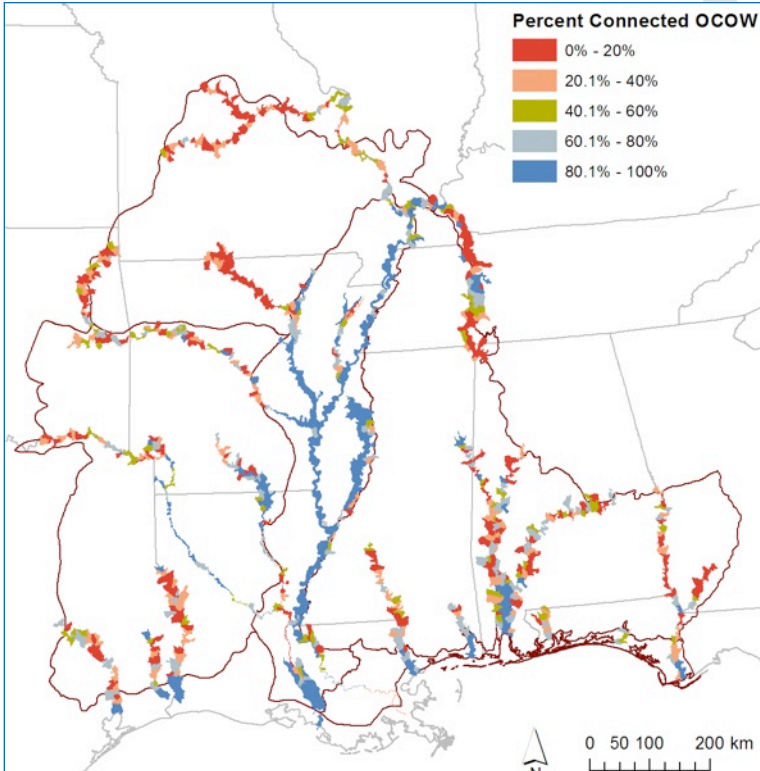 Percent Connected OCOW
0% - 20%
20.1% - 40%
40.1% - 60%
60.1% - 80%
80.1% - 100%
N
0 50 100 200 km